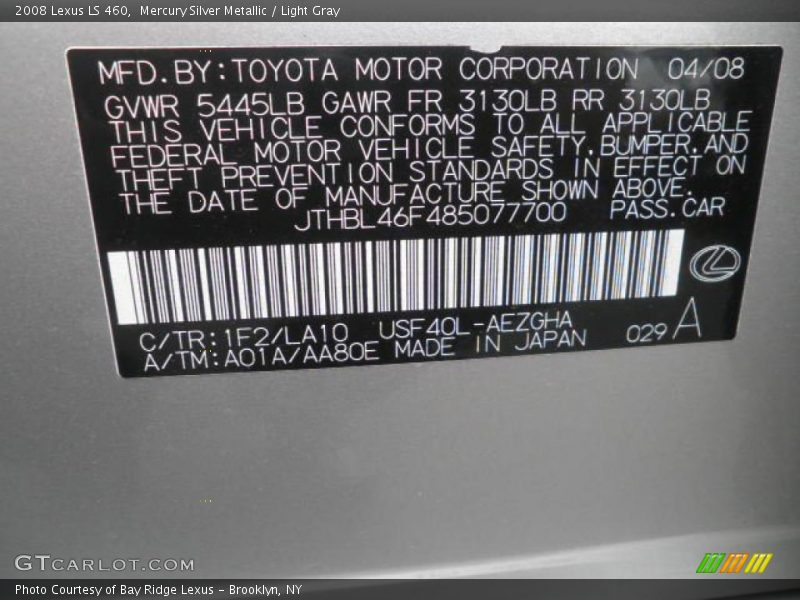 2008 Lexus LS 460, Mercury Silver Metallic / Light Gray
MFD.BY:TOYOTA MOTOR CORPORATION 04/08
GVWR 5445LB GAWR FR 3130LB RR 3130LB
THIS VEHICLE CONFORMS TO ALL APPLICABLE
FEDERAL MOTOR VEHICLE SAFETY,BUMPER,AND
THEFT PREVENTION STANDARDS IN EFFECT ON
THE DATE OF MANUFACTURE SHOWN ABOVE.
JTHBL46F485077700 PASS.CAR
C/TR:1F2/LA10 USF40L-AEZGHA
A/TM:A01A/AA80E MADE IN JAPAN 029 A
GTCARLOT.COM
Photo Courtesy of Bay Ridge Lexus - Brooklyn, NY